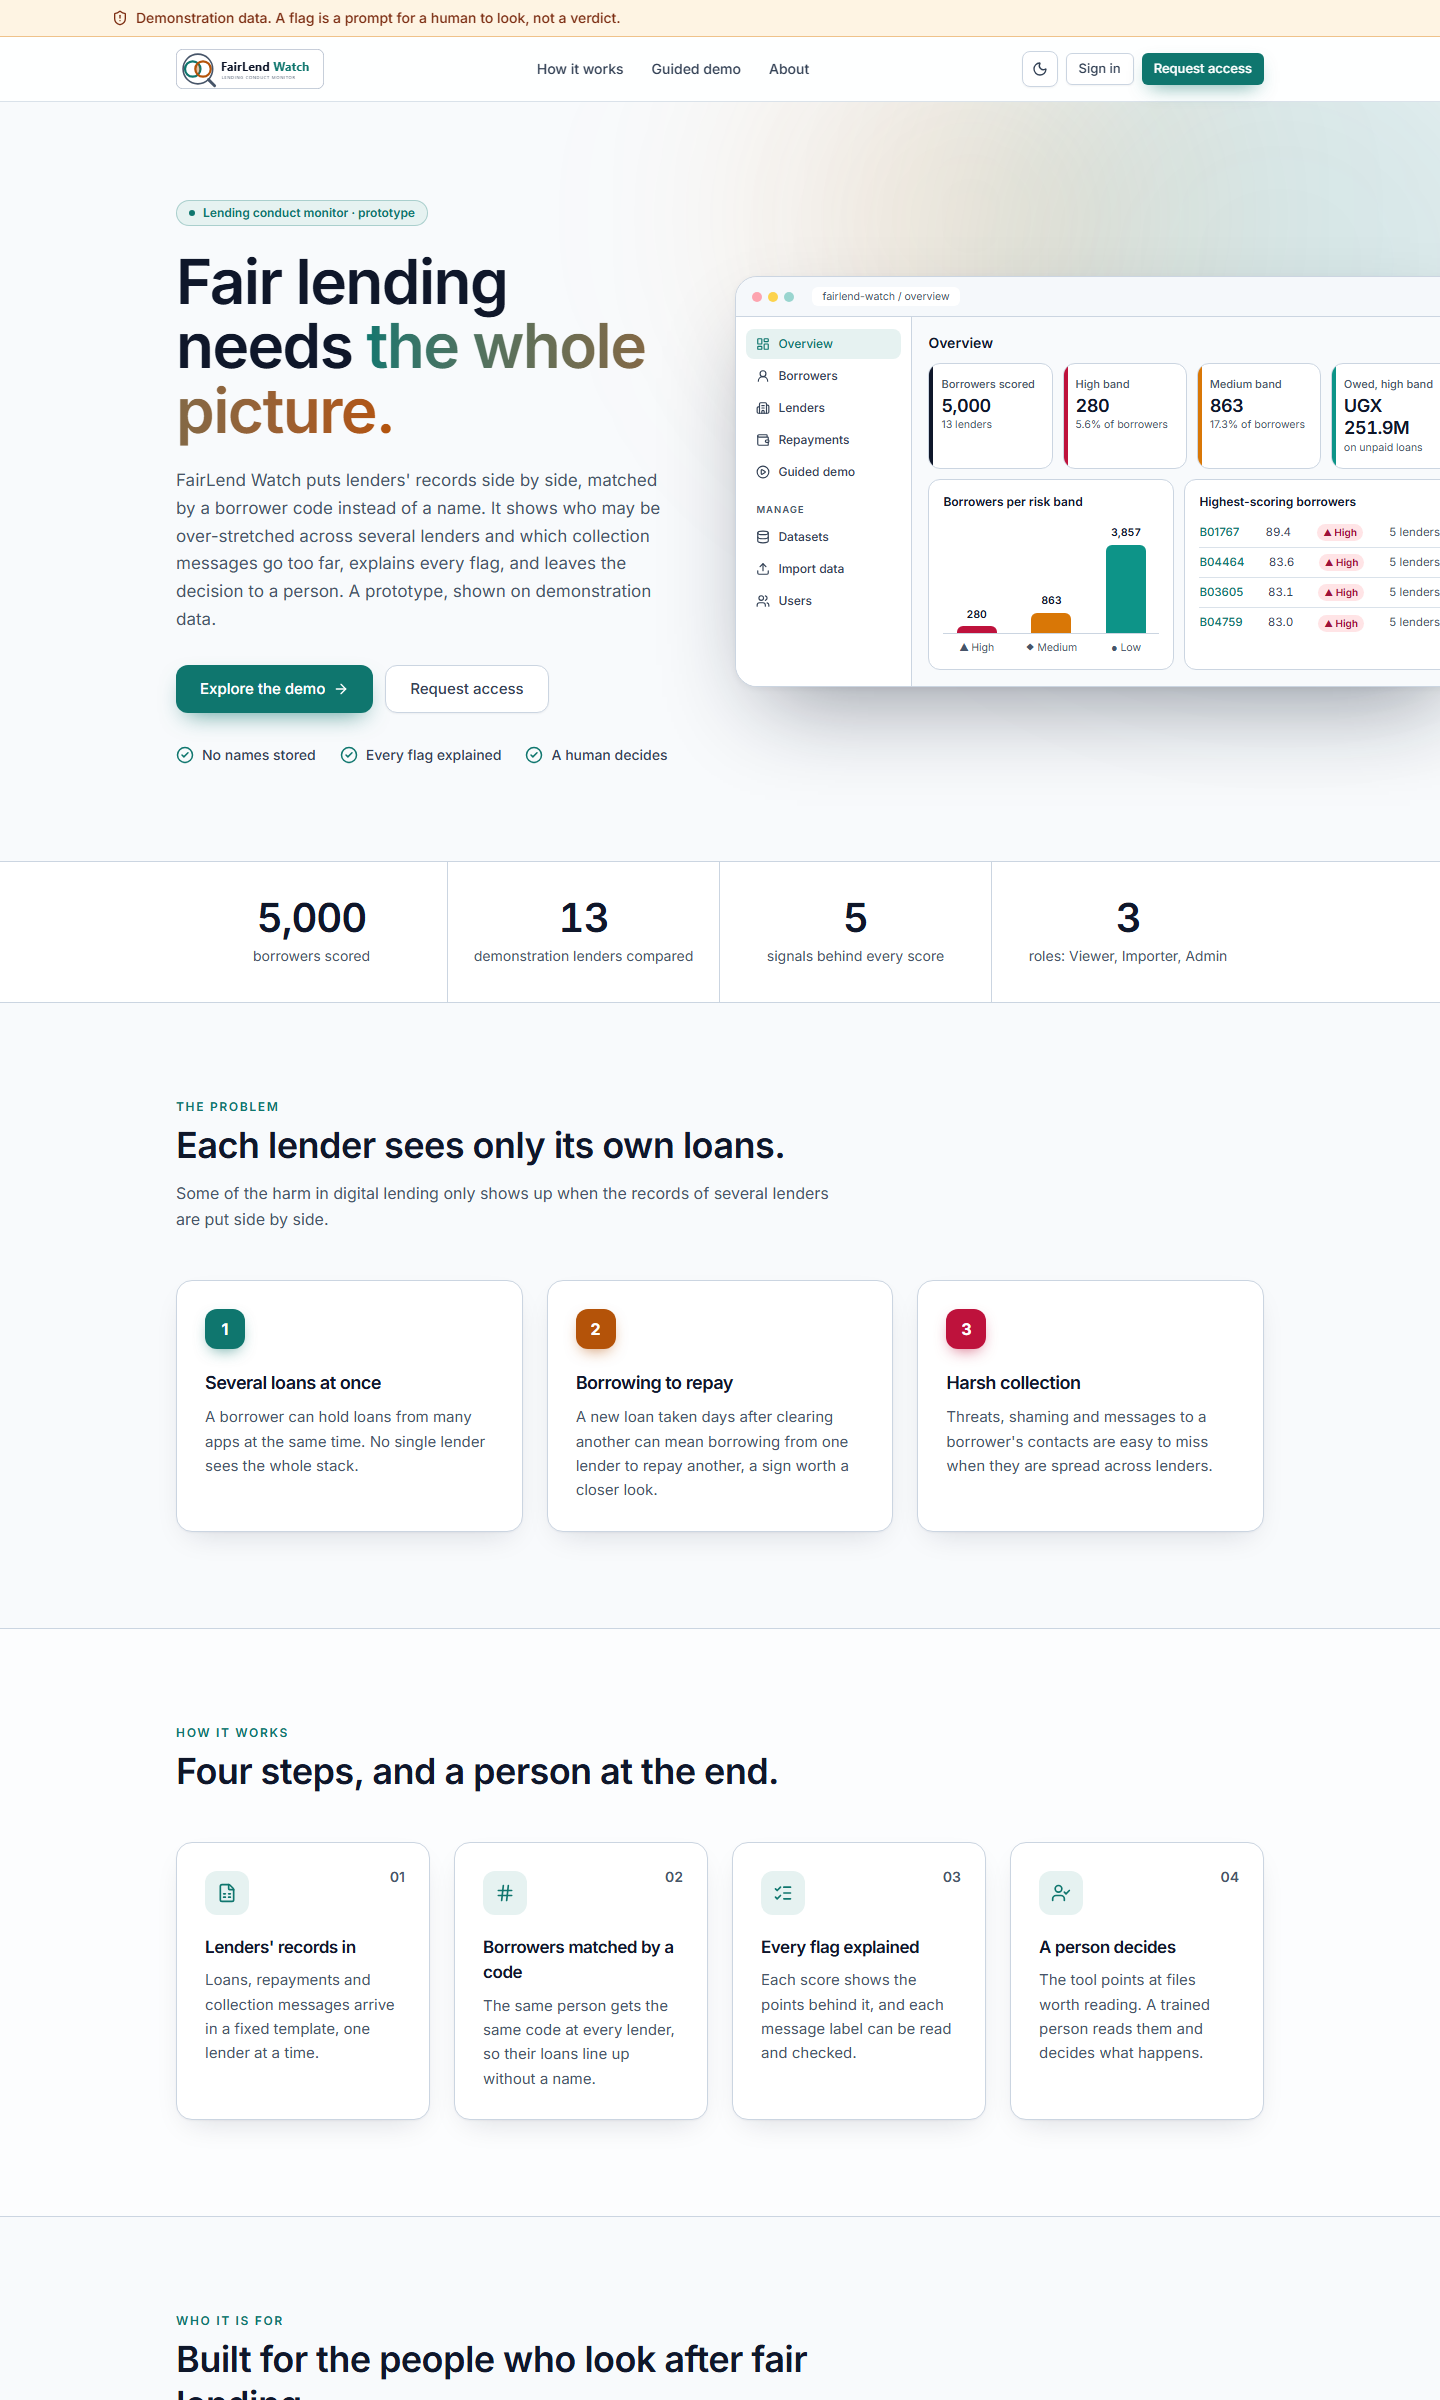 Demonstration data. A flag is a prompt for a human to look, not a verdict.
FairLend Watch
LENDING CONDUCT MONITOR
How it works
Guided demo
About
Sign in
Request access
Lending conduct monitor · prototype
Fair lending
needs the whole
picture.
FairLend Watch puts lenders' records side by side, matched
by a borrower code instead of a name. It shows who may be
over-stretched across several lenders and which collection
messages go too far, explains every flag, and leaves the
decision to a person. A prototype, shown on demonstration
data.
Explore the demo
Request access
No names stored
Every flag explained
A human decides
fairlend-watch / overview
Overview
Borrowers
Lenders
Repayments
Guided demo
MANAGE
Datasets
Import data
Users
Overview
Borrowers scored
5,000
13 lenders
High band
280
5.6% of borrowers
Medium band
863
17.3% of borrowers
Owed, high band
UGX
251.9M
on unpaid loans
Borrowers per risk band
280
863
3,857
▲ High
◆ Medium
● Low
Highest-scoring borrowers
B01767 89.4 ▲ High 5 lenders
B04464 83.6 ▲ High 5 lenders
B03605 83.1 ▲ High 5 lenders
B04759 83.0 ▲ High 5 lenders
5,000
borrowers scored
13
demonstration lenders compared
5
signals behind every score
3
roles: Viewer, Importer, Admin
THE PROBLEM
Each lender sees only its own loans.
Some of the harm in digital lending only shows up when the records of several lenders
are put side by side.
1
Several loans at once
A borrower can hold loans from many
apps at the same time. No single lender
sees the whole stack.
2
Borrowing to repay
A new loan taken days after clearing
another can mean borrowing from one
lender to repay another, a sign worth a
closer look.
3
Harsh collection
Threats, shaming and messages to a
borrower's contacts are easy to miss
when they are spread across lenders.
HOW IT WORKS
Four steps, and a person at the end.
01
Lenders' records in
Loans, repayments and
collection messages arrive
in a fixed template, one
lender at a time.
02
Borrowers matched by a
code
The same person gets the
same code at every lender,
so their loans line up
without a name.
03
Every flag explained
Each score shows the
points behind it, and each
message label can be read
and checked.
04
A person decides
The tool points at files
worth reading. A trained
person reads them and
decides what happens.
WHO IT IS FOR
Built for the people who look after fair
lending